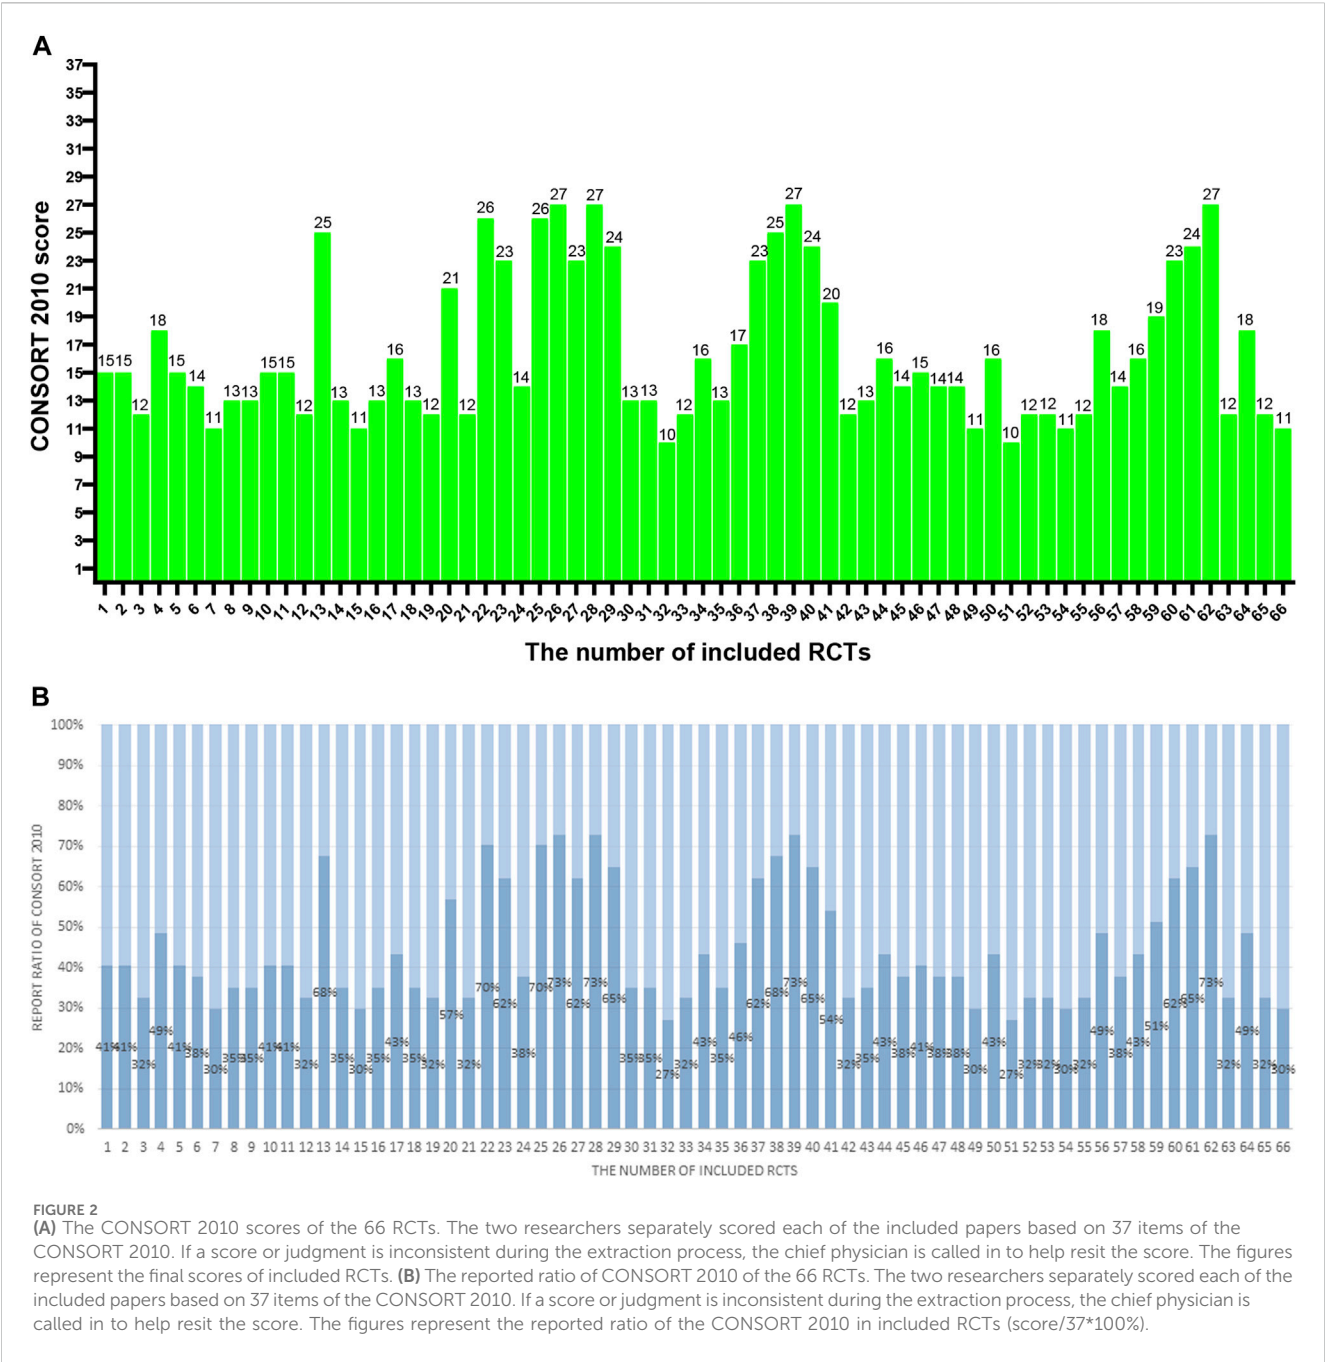 A
37
35
33
31
29
27
25
23
21
19
17
15
13
11
9
7
5
3
1
CONSORT 2010 score
15 15 12 18 15 14 11 13 13 15 15 12 25 13 11 13 16 13 12 21 12 26 23 14 26 27 23 27 24 13 13 10 12 16 13 17 23 25 27 24 20 12 13 16 14 15 14 14 11 16 10 12 12 11 12 18 14 16 19 23 24 27 12 18 12 11
1 2 3 4 5 6 7 8 9 10 11 12 13 14 15 16 17 18 19 20 21 22 23 24 25 26 27 28 29 30 31 32 33 34 35 36 37 38 39 40 41 42 43 44 45 46 47 48 49 50 51 52 53 54 55 56 57 58 59 60 61 62 63 64 65 66
The number of included RCTs
B
100%
90%
80%
70%
60%
50%
40%
30%
20%
10%
0%
REPORT RATIO OF CONSORT 2010
41% 41% 32% 49% 41% 38% 30% 35% 35% 41% 41% 32% 68% 35% 30% 35% 43% 35% 32% 57% 32% 70% 62% 38% 70% 73% 62% 73% 65% 35% 35% 27% 32% 43% 35% 46% 62% 68% 73% 65% 54% 32% 35% 43% 38% 41% 38% 38% 30% 43% 27% 32% 32% 30% 32% 49% 38% 43% 51% 62% 65% 73% 32% 49% 32% 30%
1 2 3 4 5 6 7 8 9 10 11 12 13 14 15 16 17 18 19 20 21 22 23 24 25 26 27 28 29 30 31 32 33 34 35 36 37 38 39 40 41 42 43 44 45 46 47 48 49 50 51 52 53 54 55 56 57 58 59 60 61 62 63 64 65 66
THE NUMBER OF INCLUDED RCTS
FIGURE 2
(A) The CONSORT 2010 scores of the 66 RCTs. The two researchers separately scored each of the included papers based on 37 items of the
CONSORT 2010. If a score or judgment is inconsistent during the extraction process, the chief physician is called in to help resit the score. The figures
represent the final scores of included RCTs. (B) The reported ratio of CONSORT 2010 of the 66 RCTs. The two researchers separately scored each of the
included papers based on 37 items of the CONSORT 2010. If a score or judgment is inconsistent during the extraction process, the chief physician is
called in to help resit the score. The figures represent the reported ratio of the CONSORT 2010 in included RCTs (score/37*100%).